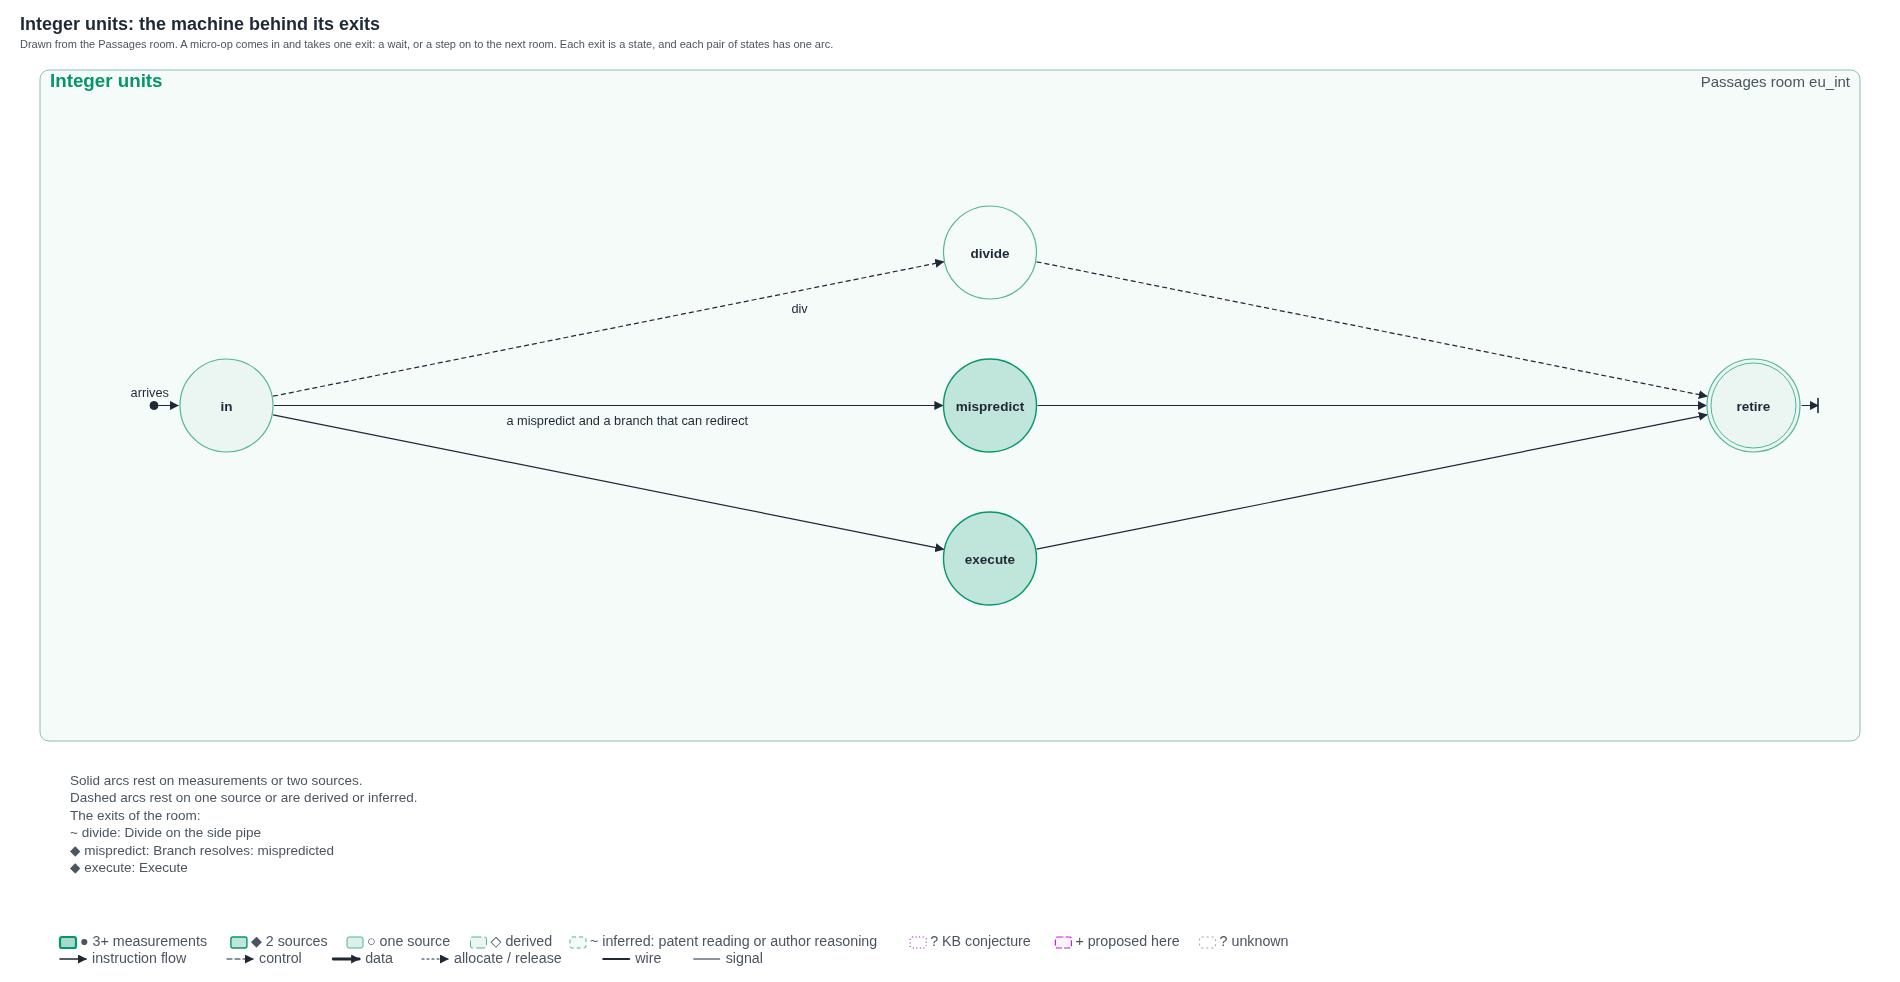 Integer units: the machine behind its exits
Drawn from the Passages room. A micro-op comes in and takes one exit: a wait, or a step on to the next room. Each exit is a state, and each pair of states has one arc.
Integer units
Passages room eu_int
divide
div
arrives
in
mispredict
retire
a mispredict and a branch that can redirect
execute
Solid arcs rest on measurements or two sources.
Dashed arcs rest on one source or are derived or inferred.
The exits of the room:
~ divide: Divide on the side pipe
◆ mispredict: Branch resolves: mispredicted
◆ execute: Execute
● 3+ measurements ◆ 2 sources ○ one source ◇ derived ~ inferred: patent reading or author reasoning ? KB conjecture + proposed here ? unknown
instruction flow control data allocate / release wire signal